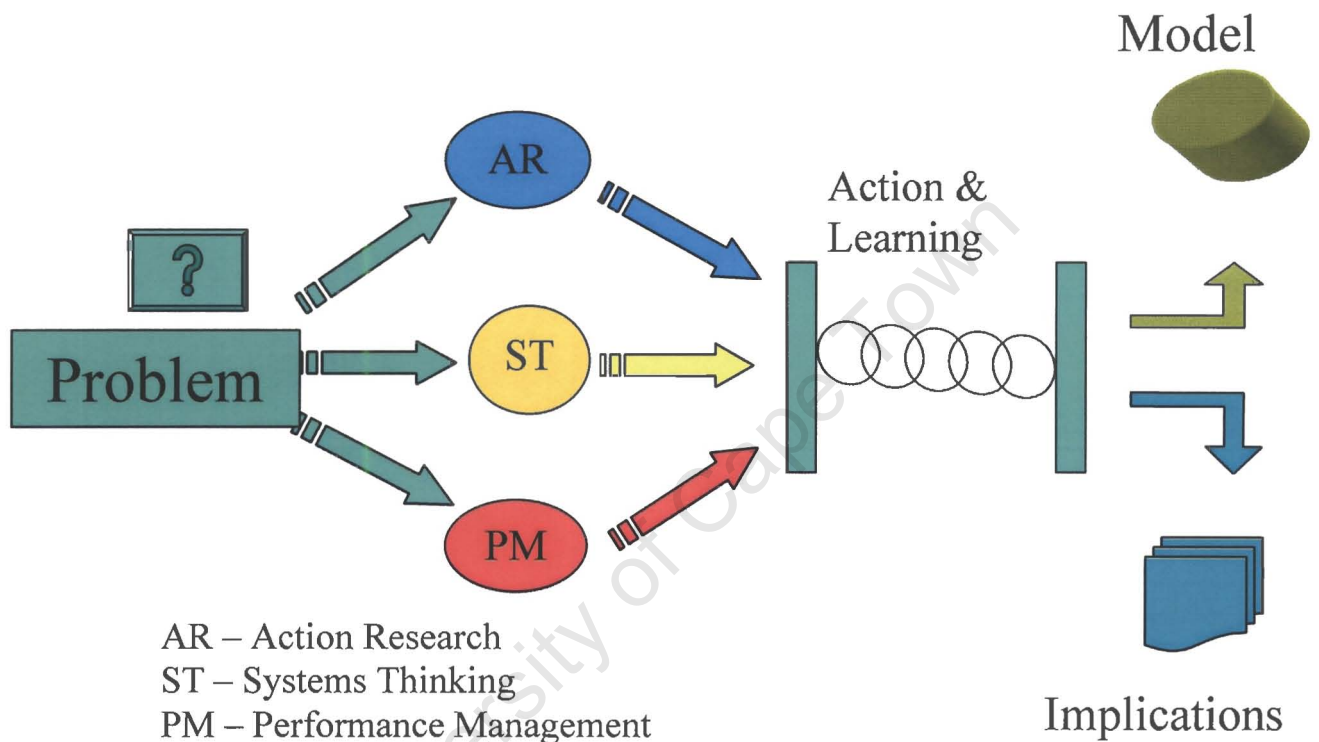 Model
AR
Action &
Learning
?
ST
Problem
PM
AR – Action Research
ST – Systems Thinking
PM – Performance Management
Implications
University of Cape Town